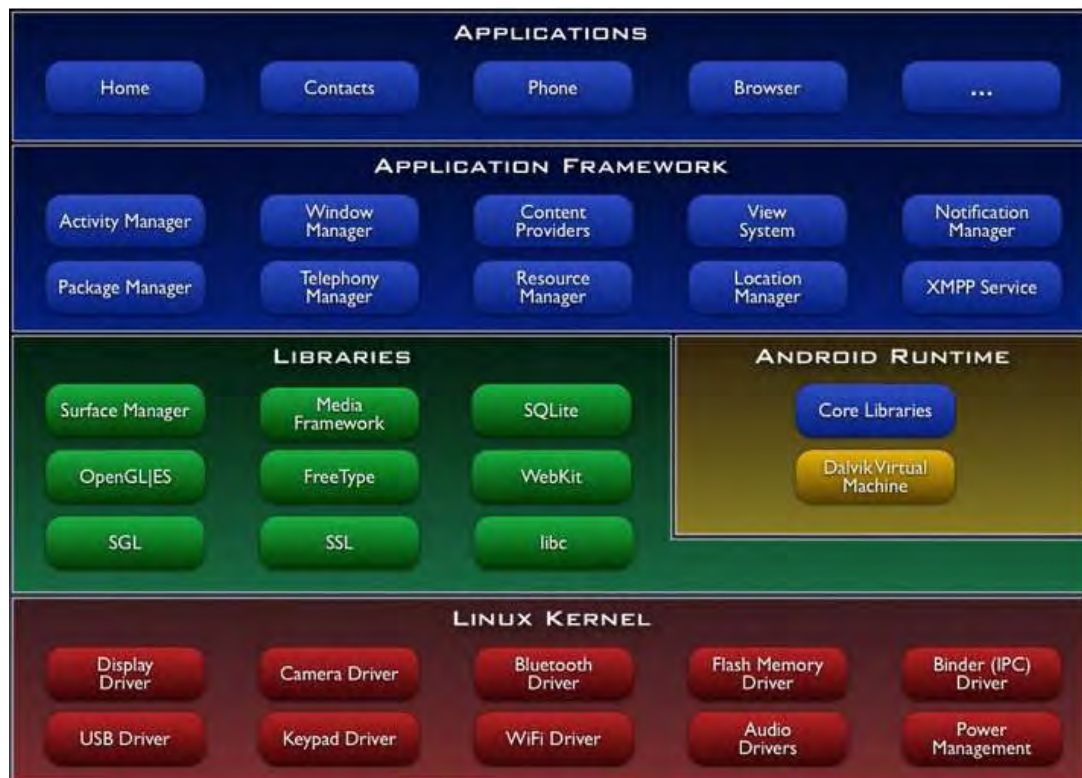 APPLICATIONS
Home
Contacts
Phone
Browser
...
APPLICATION FRAMEWORK
Activity Manager
Window
Manager
Content
Providers
View
System
Notification
Manager
Package Manager
Telephony
Manager
Resource
Manager
Location
Manager
XMPP Service
LIBRARIES
Surface Manager
Media
Framework
SQLite
OpenGL|ES
FreeType
WebKit
SGL
SSL
libc
ANDROID RUNTIME
Core Libraries
Dalvik Virtual
Machine
LINUX KERNEL
Display
Driver
Camera Driver
Bluetooth
Driver
Flash Memory
Driver
Binder (IPC)
Driver
USB Driver
Keypad Driver
WiFi Driver
Audio
Drivers
Power
Management